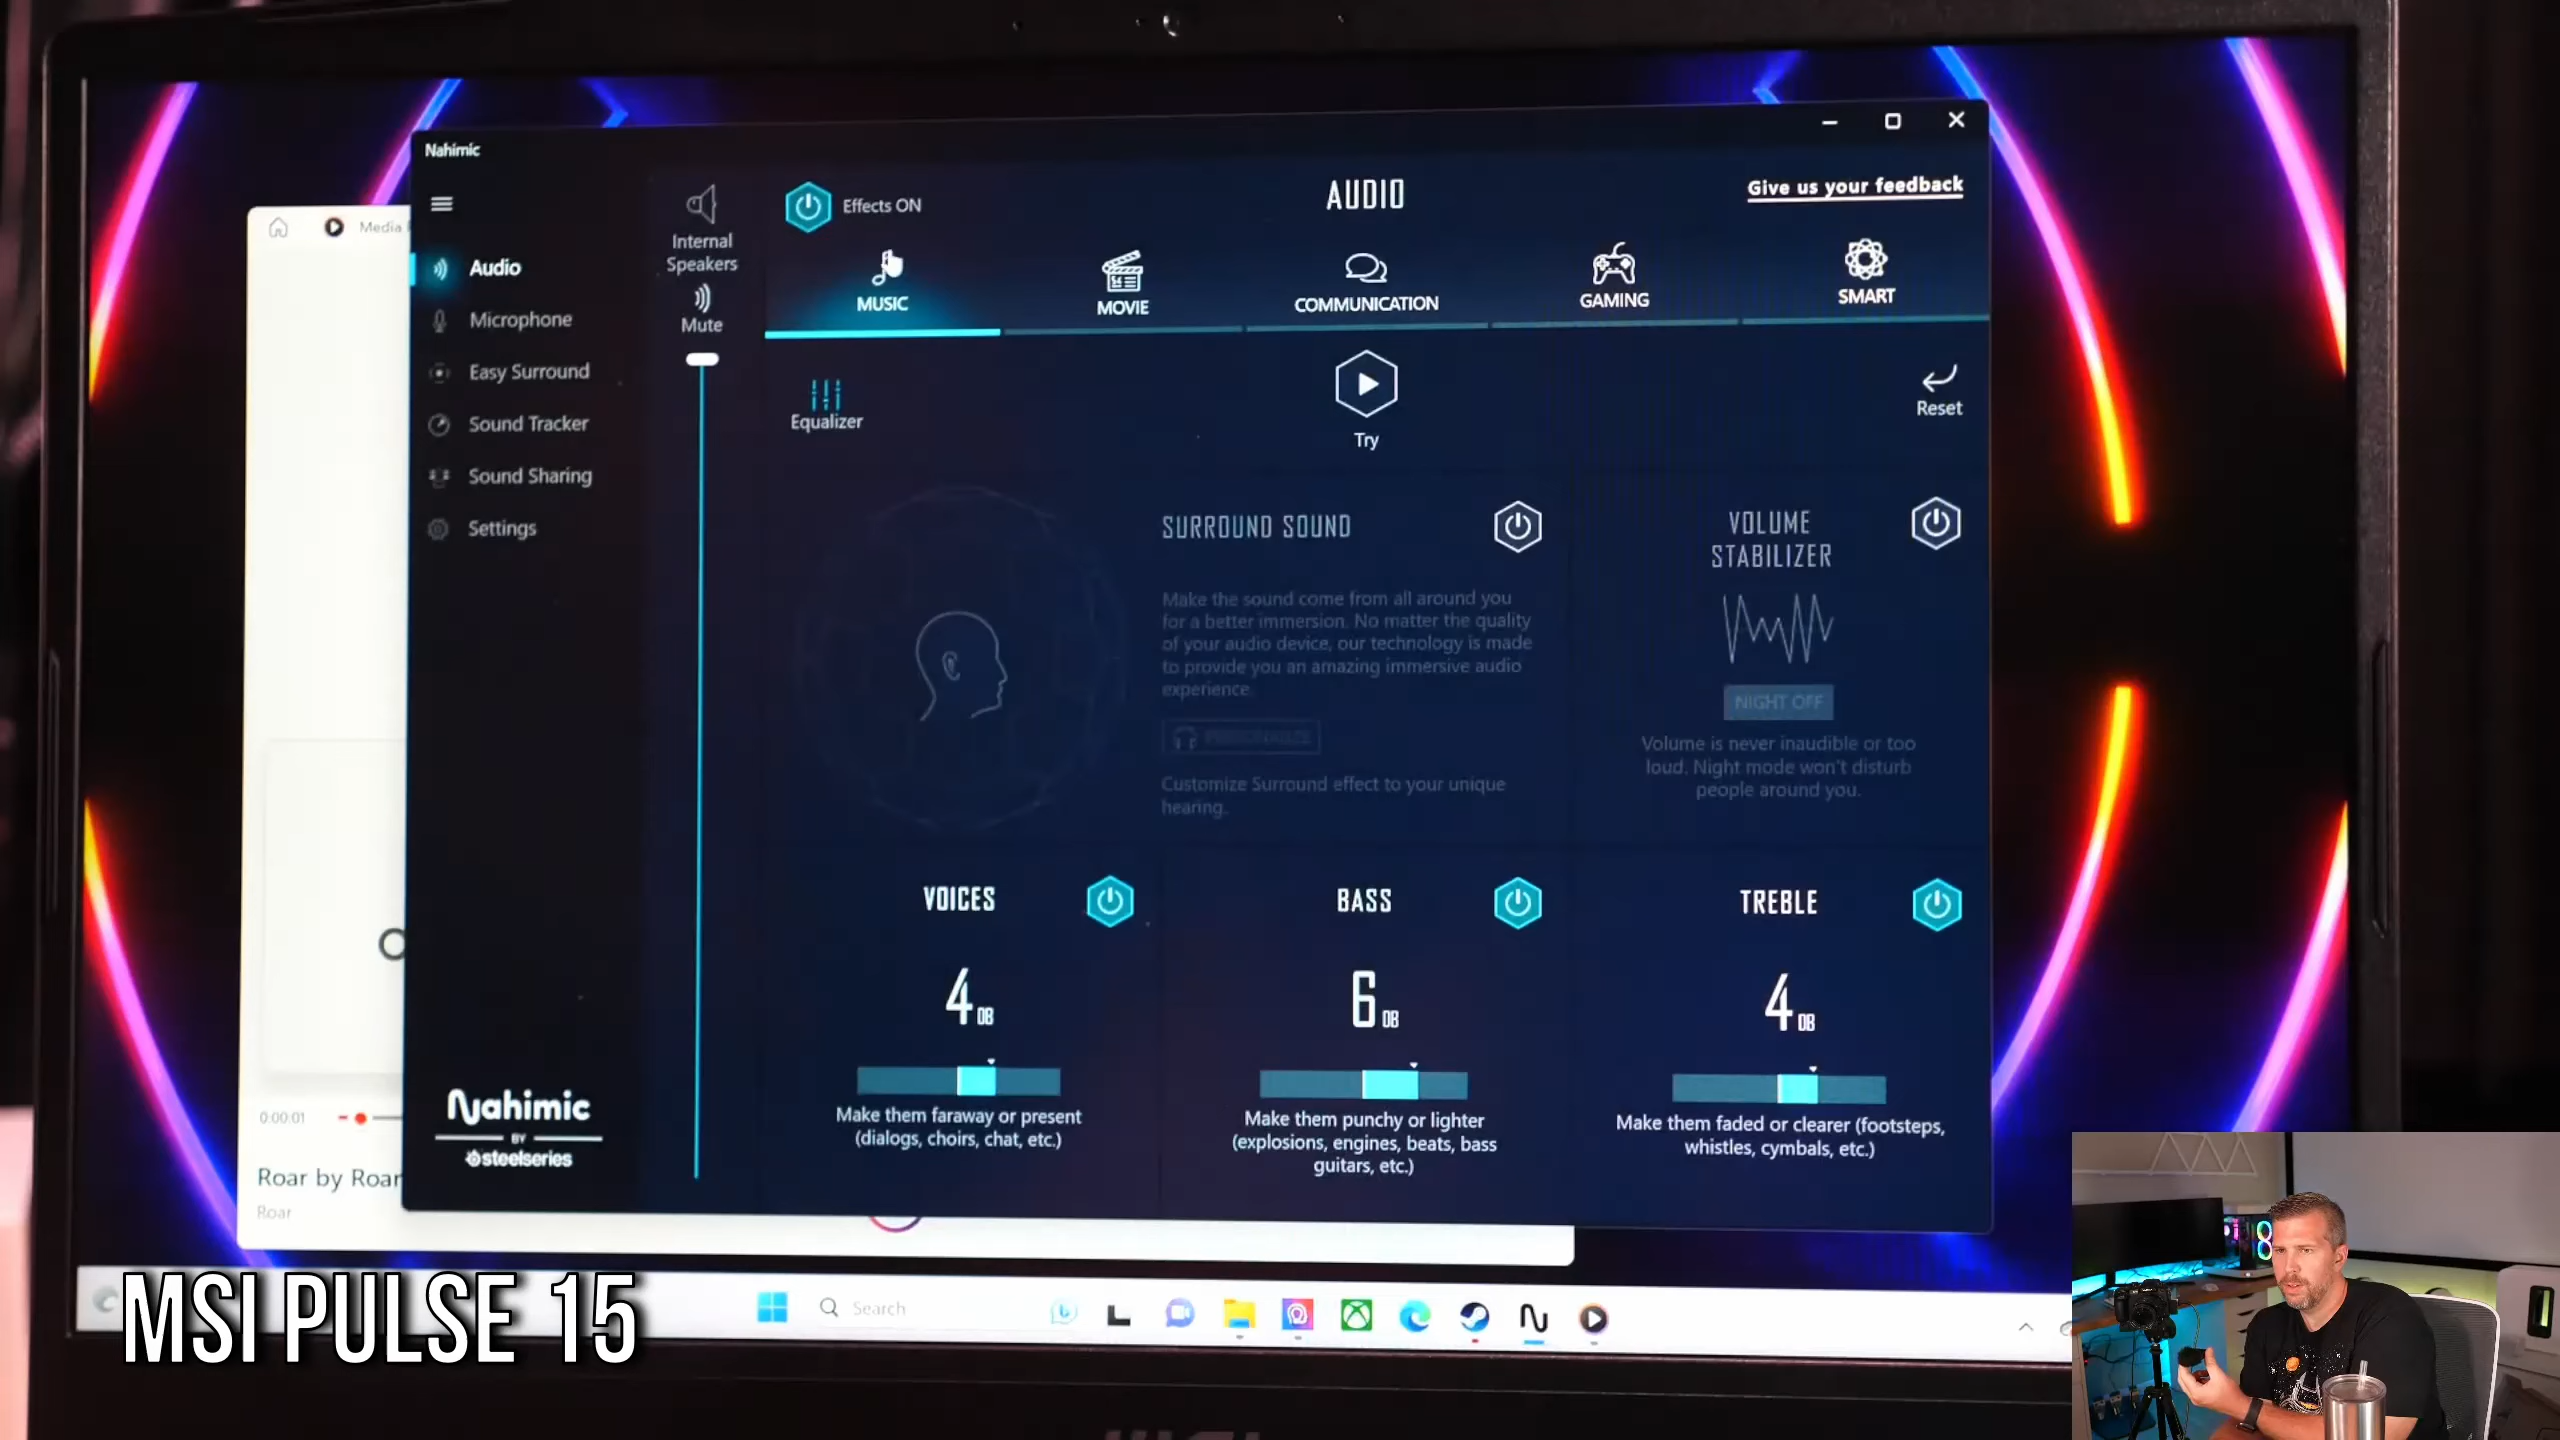 Nahimic
Media
Audio
Microphone
Easy Surround
Sound Tracker
Sound Sharing
Settings
Internal
Speakers
Mute
Effects ON
AUDIO
Give us your feedback
MUSIC
MOVIE
COMMUNICATION
GAMING
SMART
Equalizer
Try
Reset
SURROUND SOUND
Make the sound come from all around you
for a better immersion. No matter the quality
of your audio device, our technology is made
to provide you an amazing immersive audio
experience.
Customize Surround effect to your unique
hearing.
VOLUME
STABILIZER
NIGHT OFF
Volume is never inaudible or too
loud. Night mode won't disturb
people around you.
VOICES
4 DB
Make them faraway or present
(dialogs, choirs, chat, etc.)
BASS
6 DB
Make them punchy or lighter
(explosions, engines, beats, bass
guitars, etc.)
TREBLE
4 DB
Make them faded or clearer (footsteps,
whistles, cymbals, etc.)
Nahimic
BY
steelseries
0:00:01
Roar by Roar
Roar
Search
MSI PULSE 15